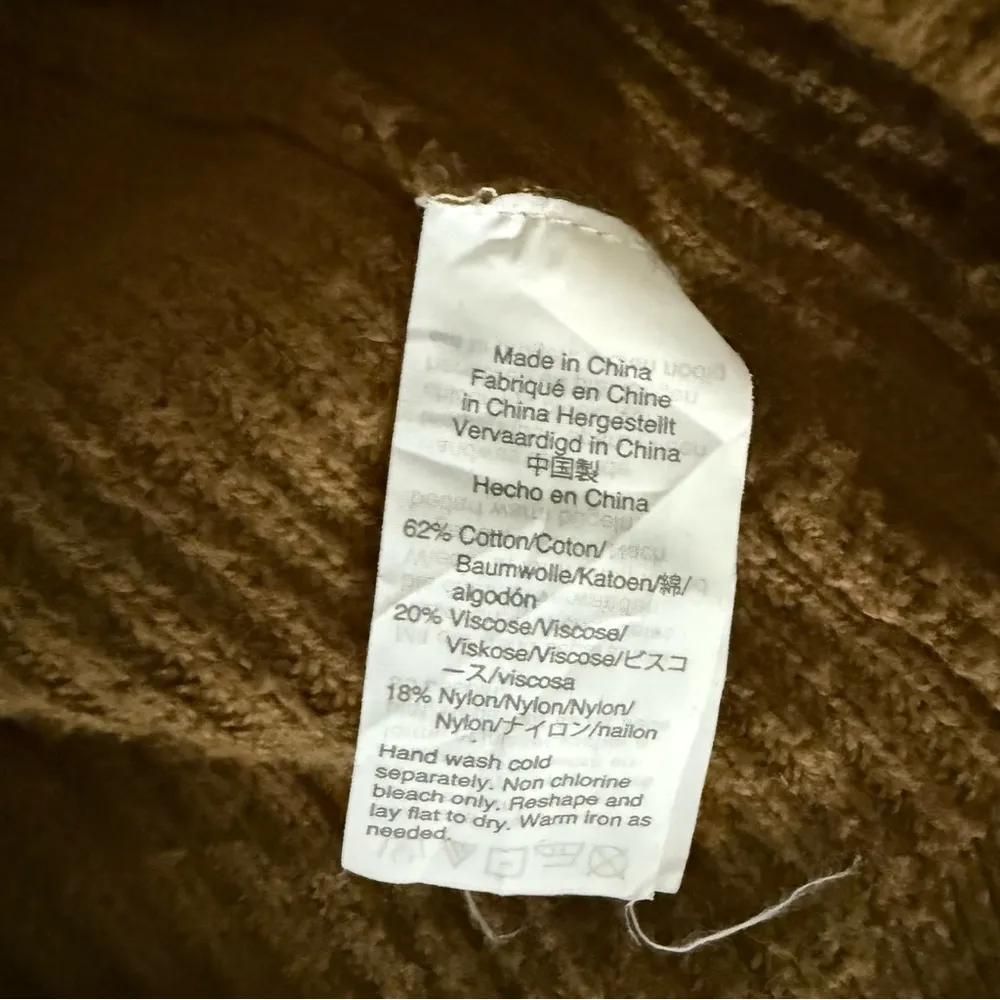 Made in China
Fabriqué en Chine
in China Hergestellt
Vervaardigd in China
中国製
Hecho en China
62% Cotton/Coton/
Baumwolle/Katoen/綿/
algodón
20% Viscose/Viscose/
Viskose/Viscose/ビスコ
ース/viscosa
18% Nylon/Nylon/Nylon/
Nylon/ナイロン/nailon
Hand wash cold
separately. Non chlorine
bleach only. Reshape and
lay flat to dry. Warm iron as
needed.